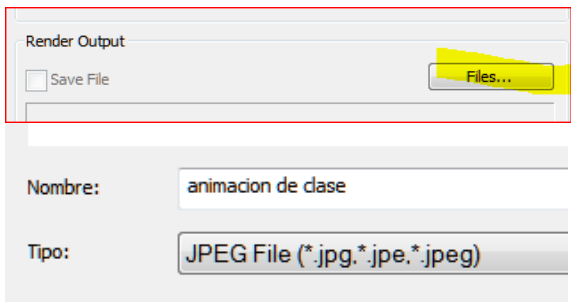 Render Output
Save File
Files...
Nombre:
animacion de clase
Tipo:
JPEG File (*.jpg,*.jpe,*.jpeg)